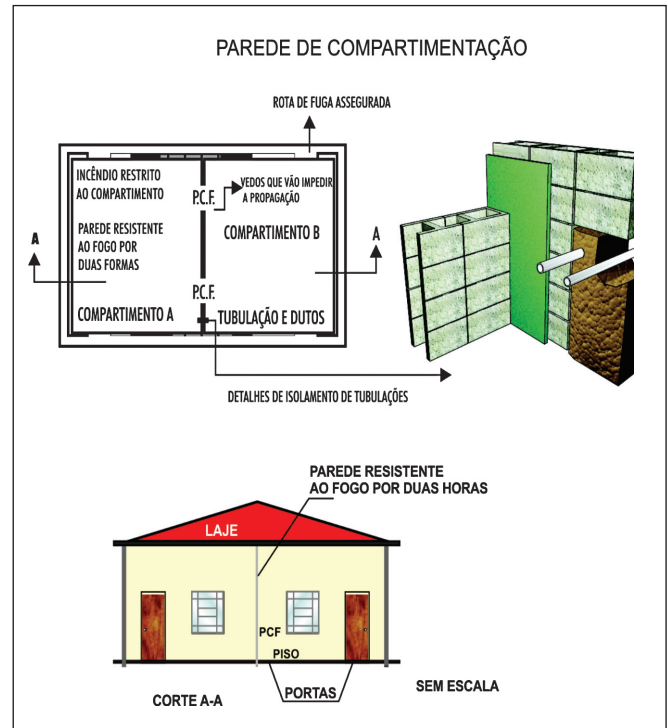 PAREDE DE COMPARTIMENTAÇÃO
ROTA DE FUGA ASSEGURADA
INCÊNDIO RESTRITO
AO COMPARTIMENTO
P.C.F.
VEDOS QUE VÃO IMPEDIR
A PROPAGAÇÃO
PAREDE RESISTENTE
AO FOGO POR
DUAS FORMAS
COMPARTIMENTO B
A
A
P.C.F.
COMPARTIMENTO A
TUBULAÇÃO E DUTOS
DETALHES DE ISOLAMENTO DE TUBULAÇÕES
PAREDE RESISTENTE
AO FOGO POR DUAS HORAS
LAJE
PCF
PISO
CORTE A-A
PORTAS
SEM ESCALA